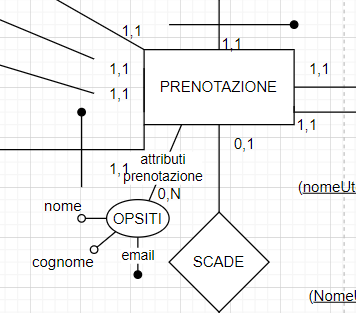 1,1
1,1
1,1
1,1
PRENOTAZIONE
1,1
1,1
0,1
1,1
attributi
prenotazione
0,N
(nomeUt
nome
OPSITI
email
cognome
SCADE
(NomeU